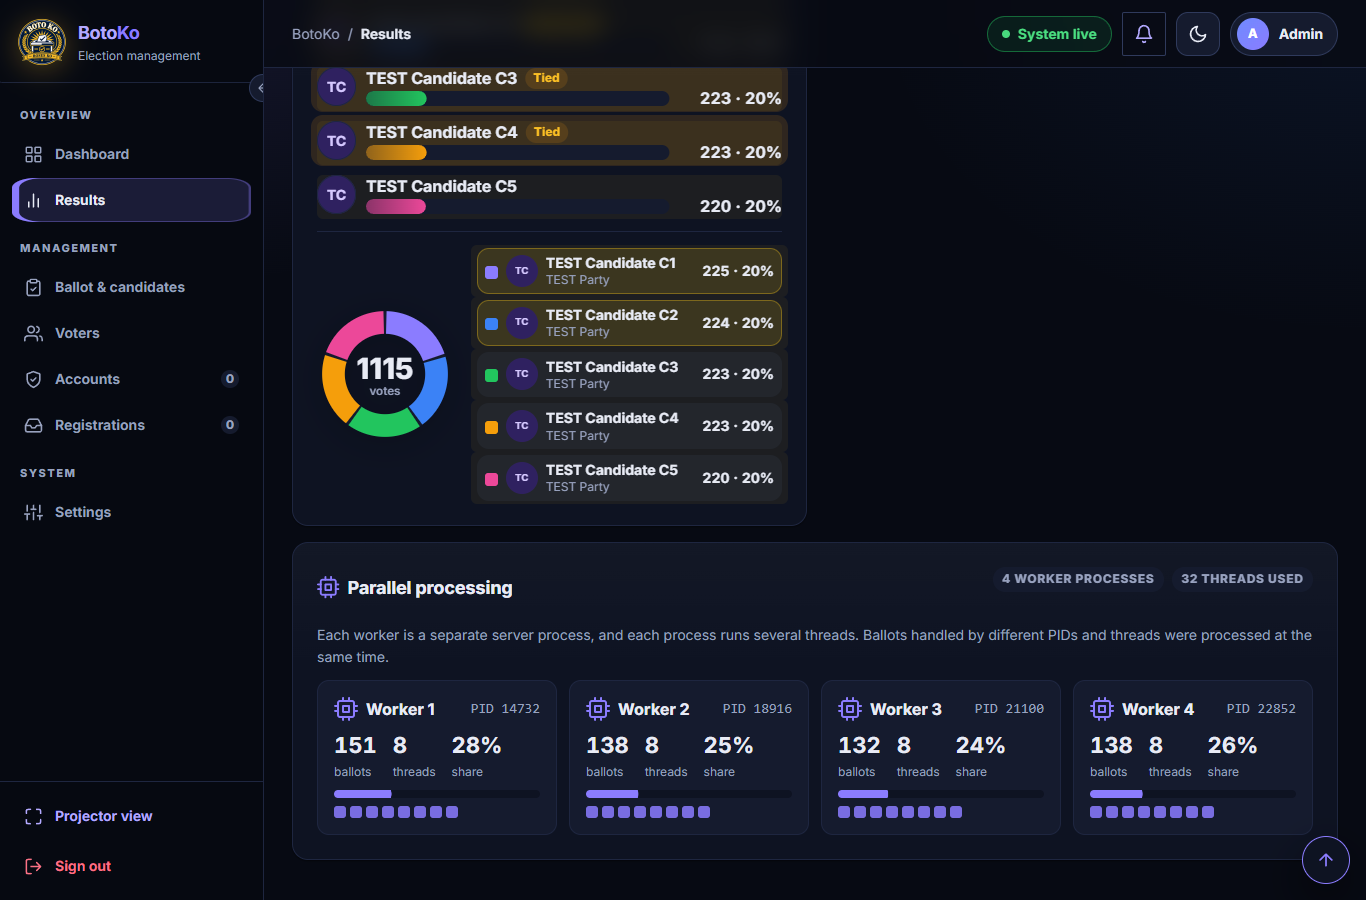 BOTO KO
BotoKo
Election management
OVERVIEW
Dashboard
Results
MANAGEMENT
Ballot & candidates
Voters
Accounts 0
Registrations 0
SYSTEM
Settings
Projector view
Sign out
BotoKo / Results
System live
A Admin
TC TEST Candidate C3 Tied
223 · 20%
TC TEST Candidate C4 Tied
223 · 20%
TC TEST Candidate C5
220 · 20%
1115
votes
TC TEST Candidate C1 225 · 20%
TEST Party
TC TEST Candidate C2 224 · 20%
TEST Party
TC TEST Candidate C3 223 · 20%
TEST Party
TC TEST Candidate C4 223 · 20%
TEST Party
TC TEST Candidate C5 220 · 20%
TEST Party
Parallel processing
4 WORKER PROCESSES 32 THREADS USED
Each worker is a separate server process, and each process runs several threads. Ballots handled by different PIDs and threads were processed at the
same time.
Worker 1 PID 14732
151 8 28%
ballots threads share
Worker 2 PID 18916
138 8 25%
ballots threads share
Worker 3 PID 21100
132 8 24%
ballots threads share
Worker 4 PID 22852
138 8 26%
ballots threads share